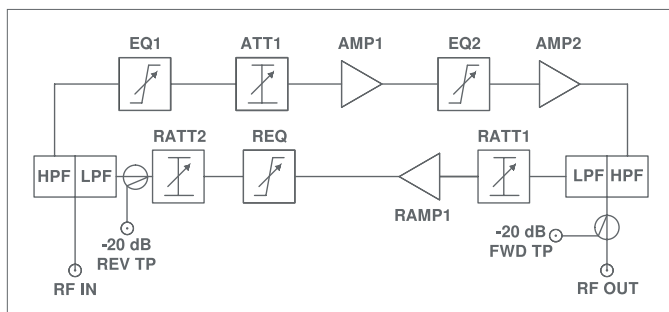 EQ1 ATT1 AMP1 EQ2 AMP2
RATT2 REQ RATT1
HPF LPF LPF HPF
RAMP1
-20 dB
REV TP
-20 dB
FWD TP
RF IN RF OUT